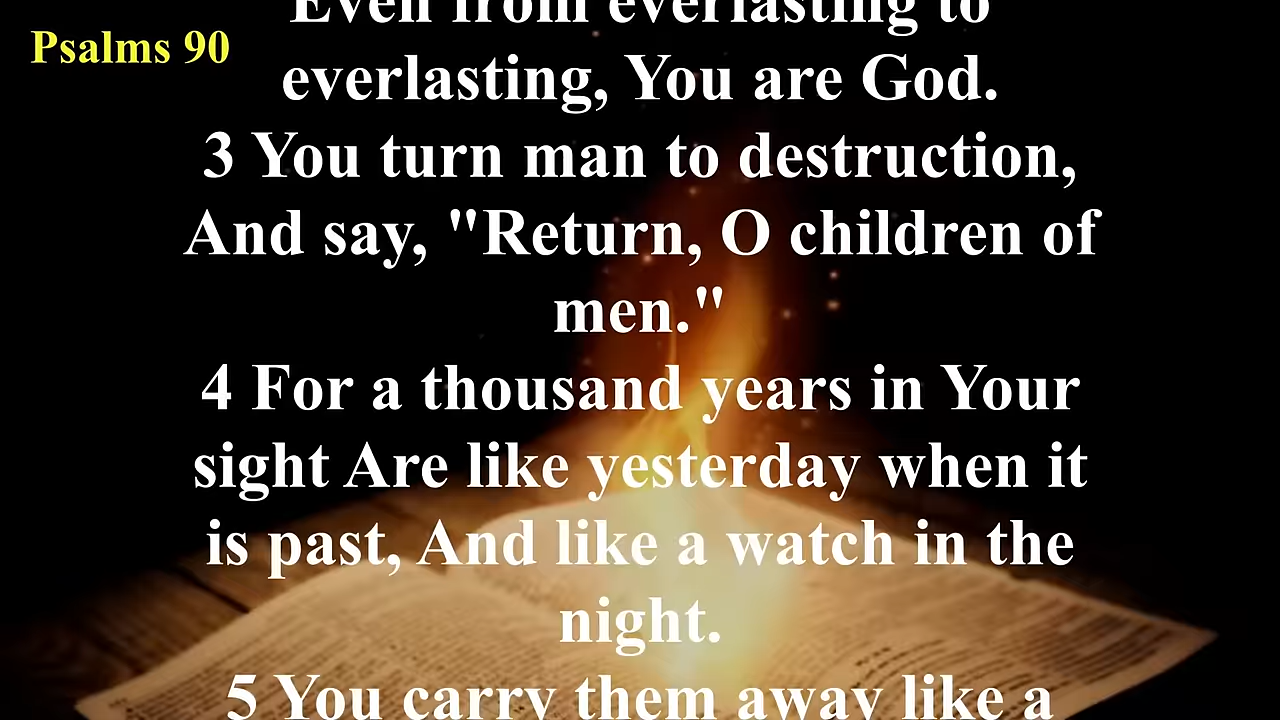 Even from everlasting to
Psalms 90
everlasting, You are God.
3 You turn man to destruction,
And say, "Return, O children of
men."
4 For a thousand years in Your
sight Are like yesterday when it
is past, And like a watch in the
night.
5 You carry them away like a